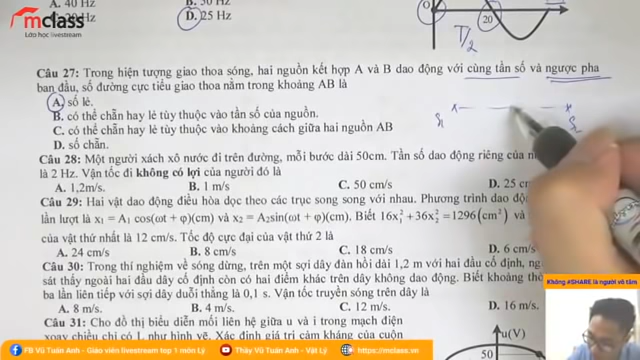 A. 40 Hz
B. 30 Hz
C. 20 Hz
D. 25 Hz
mclass
Lớp học livestream
O
20
T/2
Câu 27: Trong hiện tượng giao thoa sóng, hai nguồn kết hợp A và B dao động với cùng tần số và ngược pha
ban đầu, số đường cực tiểu giao thoa nằm trong khoảng AB là
A. số lẻ.
B. có thể chẵn hay lẻ tùy thuộc vào tần số của nguồn.
C. có thể chẵn hay lẻ tùy thuộc vào khoảng cách giữa hai nguồn AB
D. số chẵn.
S1
S2
Câu 28: Một người xách xô nước đi trên đường, mỗi bước dài 50cm. Tần số dao động riêng của
là 2 Hz. Vận tốc đi không có lợi của người đó là
A. 1,2m/s.
B. 1 m/s
C. 50 cm/s
D. 25 c
Câu 29: Hai vật dao động điều hòa dọc theo các trục song song với nhau. Phương trình dao độ
lần lượt là x₁ = A₁ cos(ωt + φ)(cm) và x₂ = A₂sin(ωt + φ)(cm). Biết 16x₁² + 36x₂² = 1296(cm²) và
của vật thứ nhất là 12 cm/s. Tốc độ cực đại của vật thứ 2 là
A. 24 cm/s
B. 8 cm/s
C. 18 cm/s
D. 6 cm/s
Câu 30: Trong thí nghiệm về sóng dừng, trên một sợi dây đàn hồi dài 1,2 m với hai đầu cố định, ng
sát thấy ngoài hai đầu dây cố định còn có hai điểm khác trên dây không dao động. Biết khoảng th
ba lần liên tiếp với sợi dây duỗi thẳng là 0,1 s. Vận tốc truyền sóng trên dây là
A. 8 m/s.
B. 4 m/s.
C. 12 m/s.
D. 16 m/s.
Câu 31: Cho đồ thị biểu diễn mối liên hệ giữa u và i trong mạch điện
xoay chiều chỉ có L như hình vẽ. Xác định giá trị cảm kháng của cuộn
u(V)
50
Không #SHARE là người vô tâm
FB Vũ Tuấn Anh - Giáo viên livestream top 1 môn Lý
Thầy Vũ Tuấn Anh - Vật Lý
https://mclass.vn